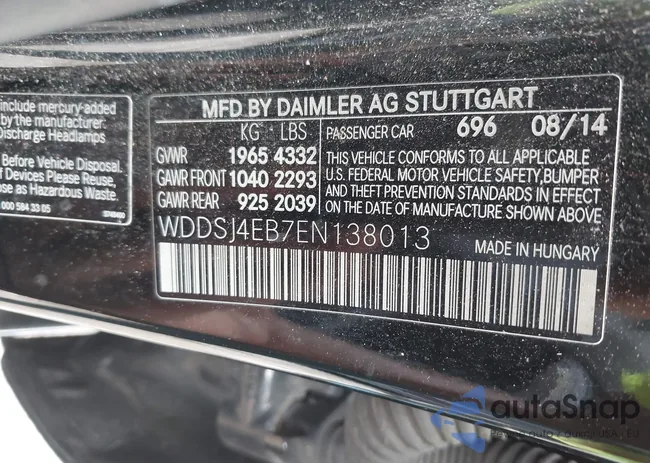 include mercury-added
by the manufacturer
Discharge Headlamps
Before Vehicle Disposal.
of Devices Please Reuse,
ose as Hazardous Waste.
000 584 33 05
MFD BY DAIMLER AG STUTTGART
KG LBS
GVWR 1965 4332
GAWR FRONT 1040 2293
GAWR REAR 925 2039
PASSENGER CAR 696 08/14
THIS VEHICLE CONFORMS TO ALL APPLICABLE
U.S. FEDERAL MOTOR VEHICLE SAFETY, BUMPER
AND THEFT PREVENTION STANDARDS IN EFFECT
ON THE DATE OF MANUFACTURE SHOWN ABOVE
WDDSJ4EB7EN138013
MADE IN HUNGARY
autoSnap